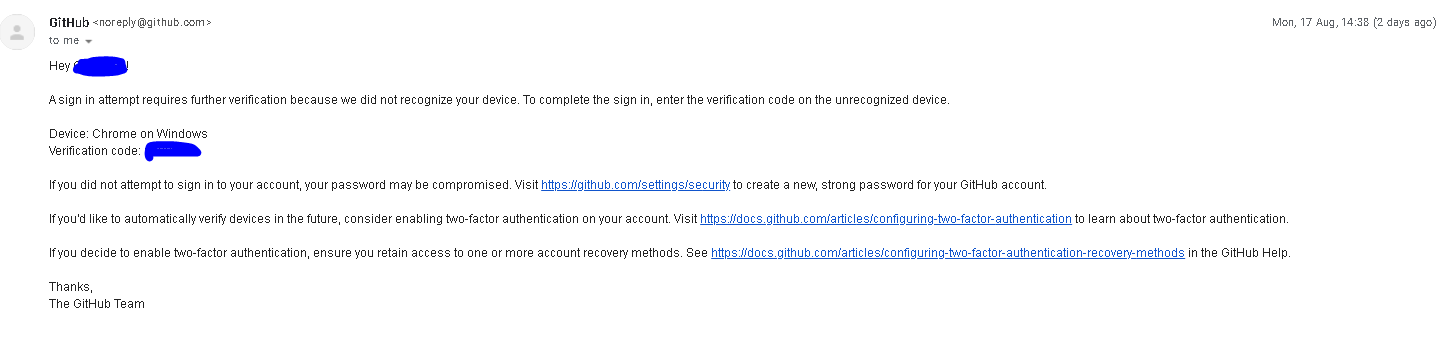 GitHub <noreply@github.com>
Mon, 17 Aug, 14:38 (2 days ago)
to me
Hey !
A sign in attempt requires further verification because we did not recognize your device. To complete the sign in, enter the verification code on the unrecognized device.
Device: Chrome on Windows
Verification code:
If you did not attempt to sign in to your account, your password may be compromised. Visit https://github.com/settings/security to create a new, strong password for your GitHub account.
If you'd like to automatically verify devices in the future, consider enabling two-factor authentication on your account. Visit https://docs.github.com/articles/configuring-two-factor-authentication to learn about two-factor authentication.
If you decide to enable two-factor authentication, ensure you retain access to one or more account recovery methods. See https://docs.github.com/articles/configuring-two-factor-authentication-recovery-methods in the GitHub Help.
Thanks,
The GitHub Team